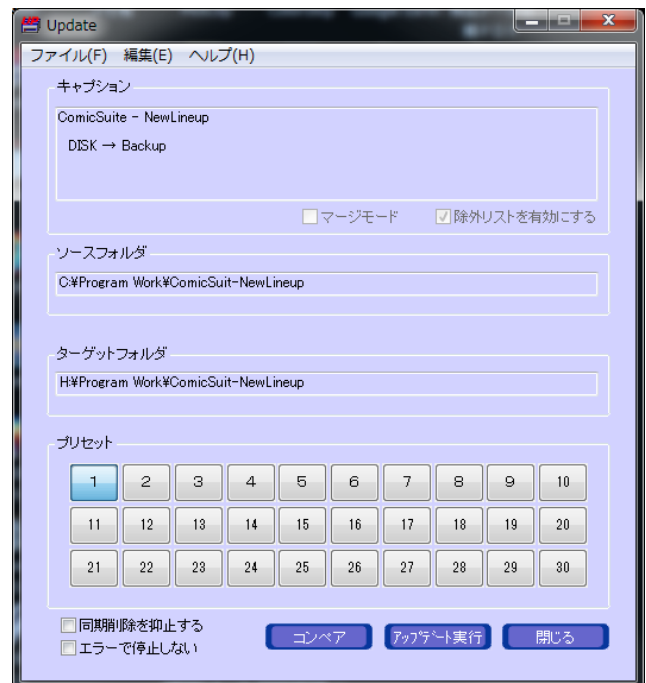 Update
ファイル(F) 編集(E) ヘルプ(H)
キャプション
ComicSuite - NewLineup
DISK → Backup
マージモード 除外リストを有効にする
ソースフォルダ
C:¥Program Work¥ComicSuit-NewLineup
ターゲットフォルダ
H:¥Program Work¥ComicSuit-NewLineup
プリセット
1 2 3 4 5 6 7 8 9 10
11 12 13 14 15 16 17 18 19 20
21 22 23 24 25 26 27 28 29 30
同期削除を抑止する
エラーで停止しない
コンペア アップデート実行 閉じる